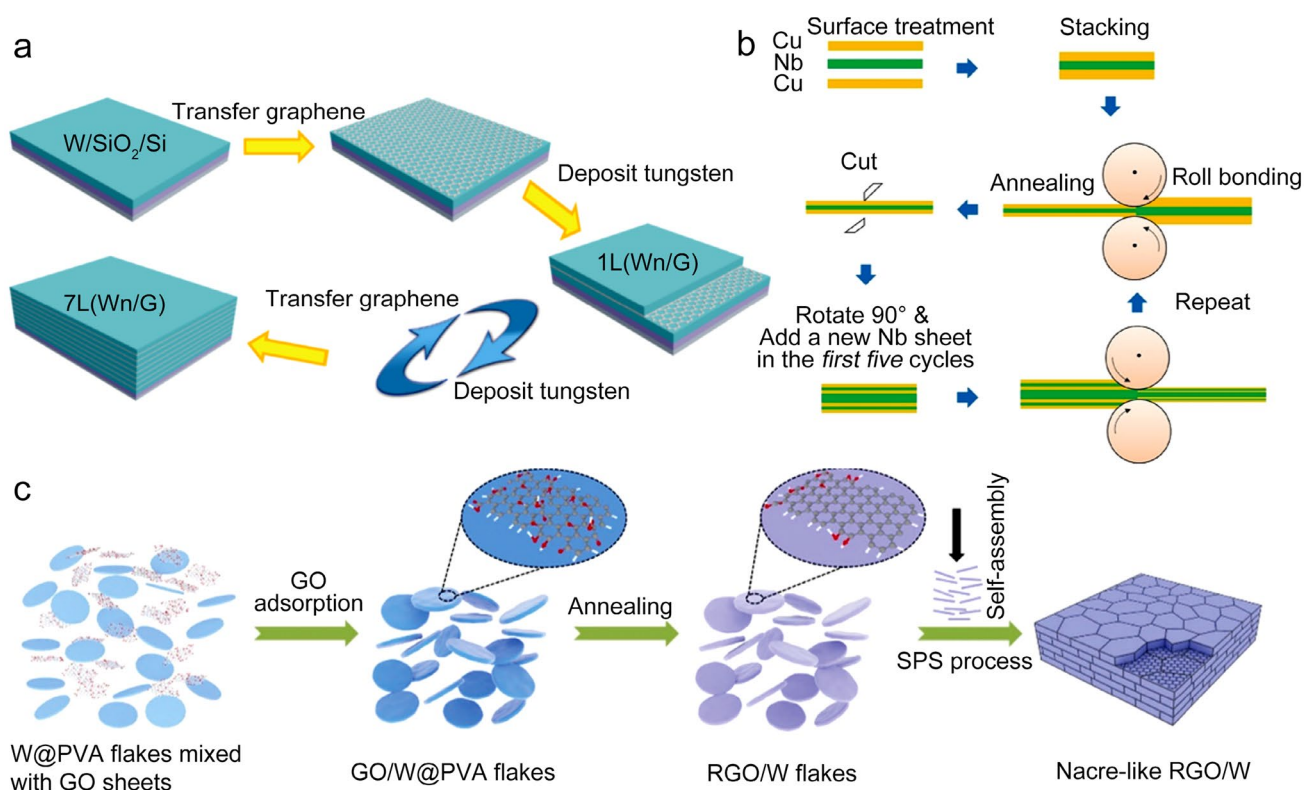 a
W/SiO2/Si
Transfer graphene
Deposit tungsten
1L(Wn/G)
7L(Wn/G)
Transfer graphene
Deposit tungsten
b
Surface treatment
Cu
Nb
Cu
Stacking
Annealing
Roll bonding
Cut
Rotate 90° &
Add a new Nb sheet
in the first five cycles
Repeat
c
W@PVA flakes mixed
with GO sheets
GO
adsorption
GO/W@PVA flakes
Annealing
RGO/W flakes
Self-assembly
SPS process
Nacre-like RGO/W